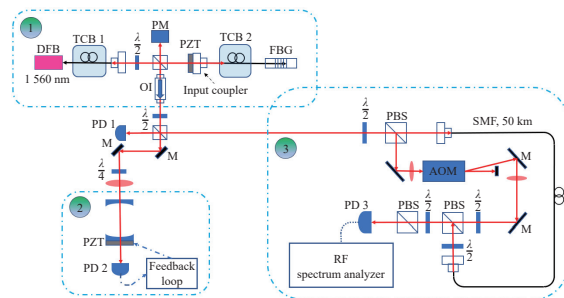 1
DFB
1 560 nm
TCB 1
λ/2
PM
PZT
TCB 2
FBG
Input coupler
OI
λ/2
PD 1
M
M
λ/4
2
PZT
PD 2
Feedback
loop
3
λ/2
PBS
SMF, 50 km
AOM
M
PD 3
PBS
λ/2
PBS
λ/2
M
λ/2
RF
spectrum analyzer